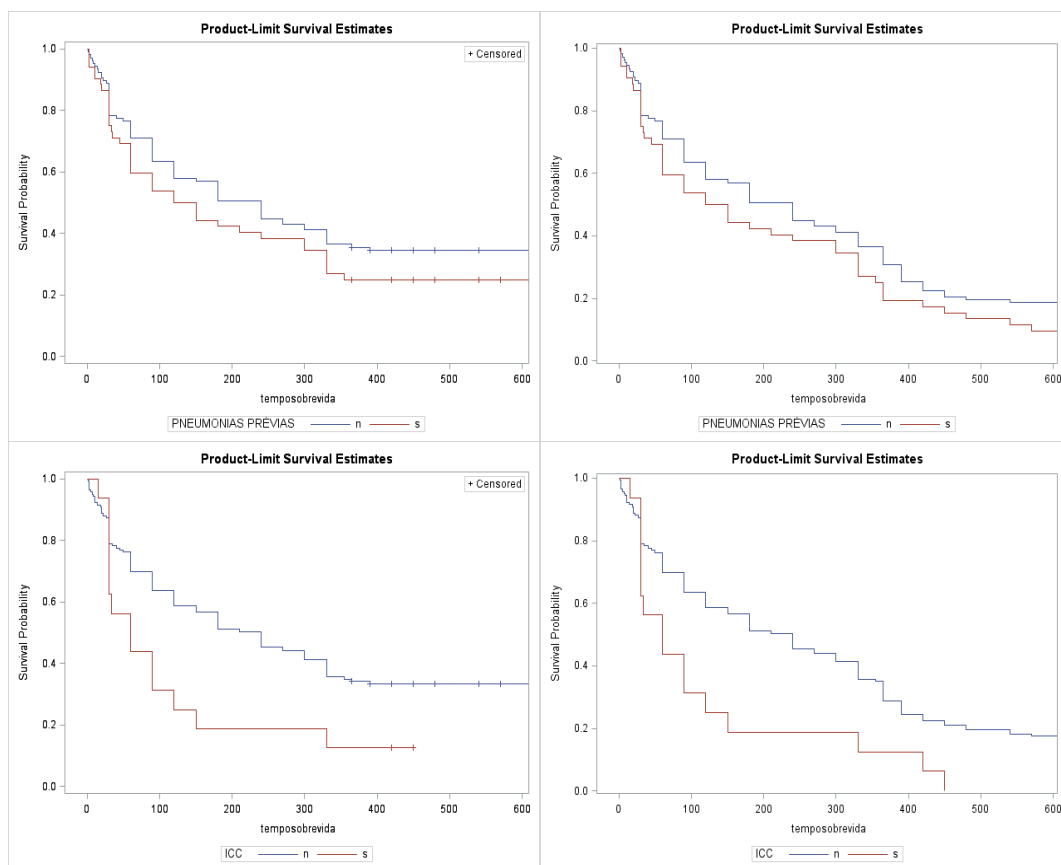 Product-Limit Survival Estimates
+ Censored
1.0
0.8
0.6
0.4
0.2
0.0
Survival Probability
0 100 200 300 400 500 600
temposobrevida
PNEUMONIAS PRÉVIAS n s
Product-Limit Survival Estimates
1.0
0.8
0.6
0.4
0.2
0.0
Survival Probability
0 100 200 300 400 500 600
temposobrevida
PNEUMONIAS PRÉVIAS n s
Product-Limit Survival Estimates
+ Censored
1.0
0.8
0.6
0.4
0.2
0.0
Survival Probability
0 100 200 300 400 500 600
temposobrevida
ICC n s
Product-Limit Survival Estimates
1.0
0.8
0.6
0.4
0.2
0.0
Survival Probability
0 100 200 300 400 500 600
temposobrevida
ICC n s